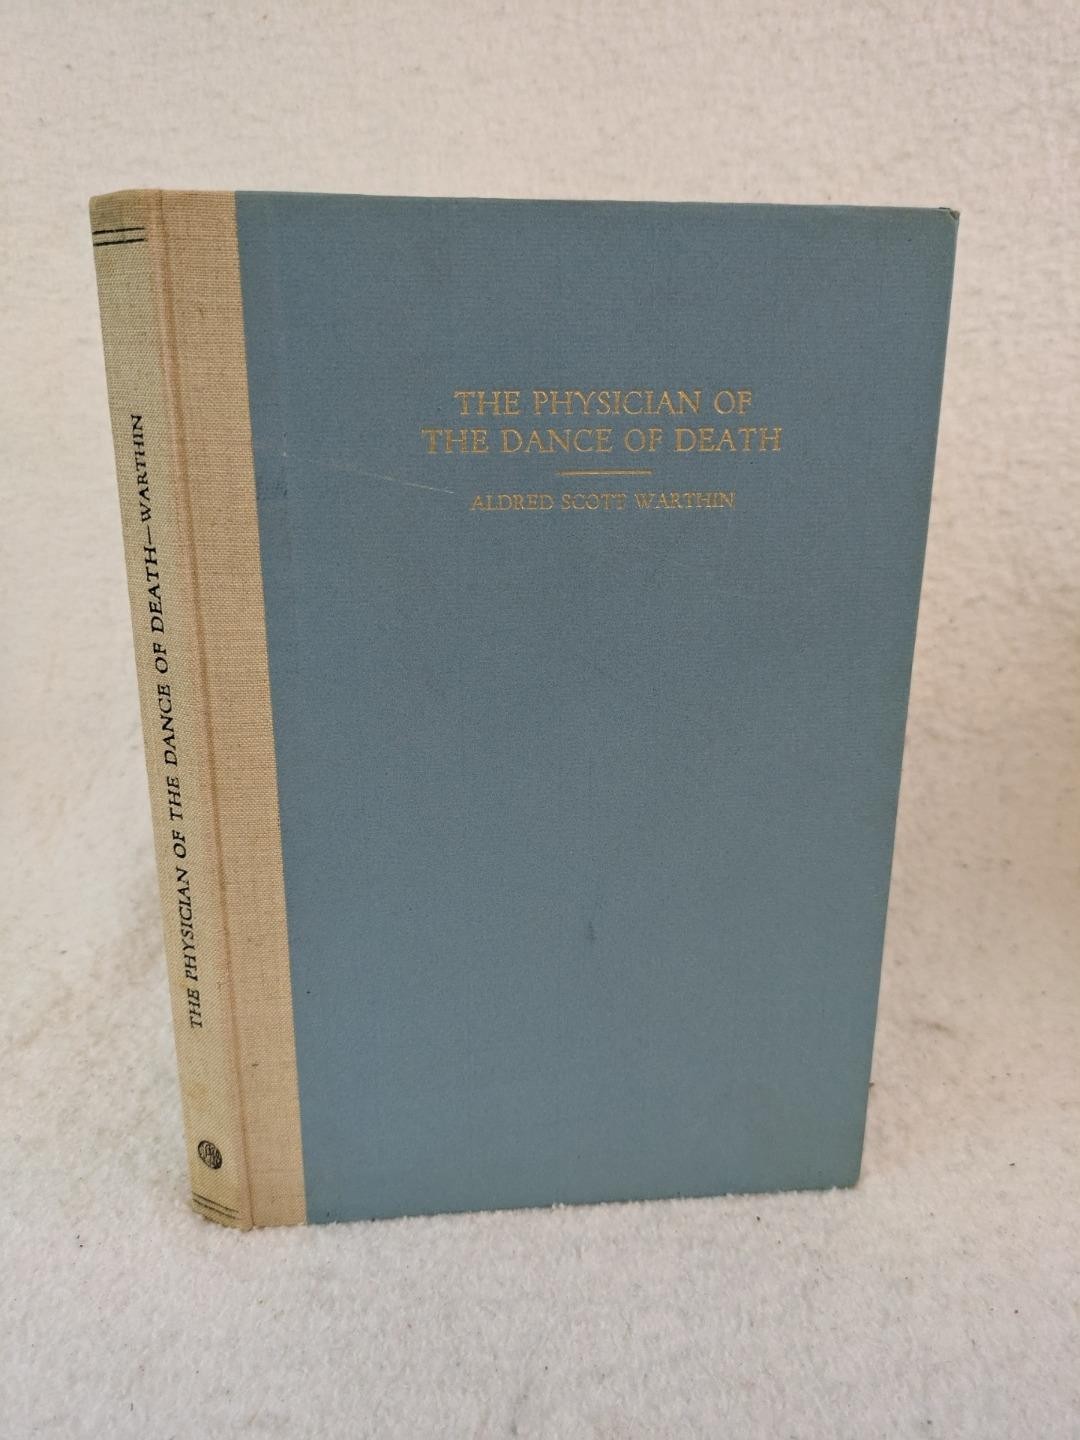 THE PHYSICIAN OF
THE DANCE OF DEATH
ALDRED SCOTT WARTHIN
THE PHYSICIAN OF THE DANCE OF DEATH—WARTHIN